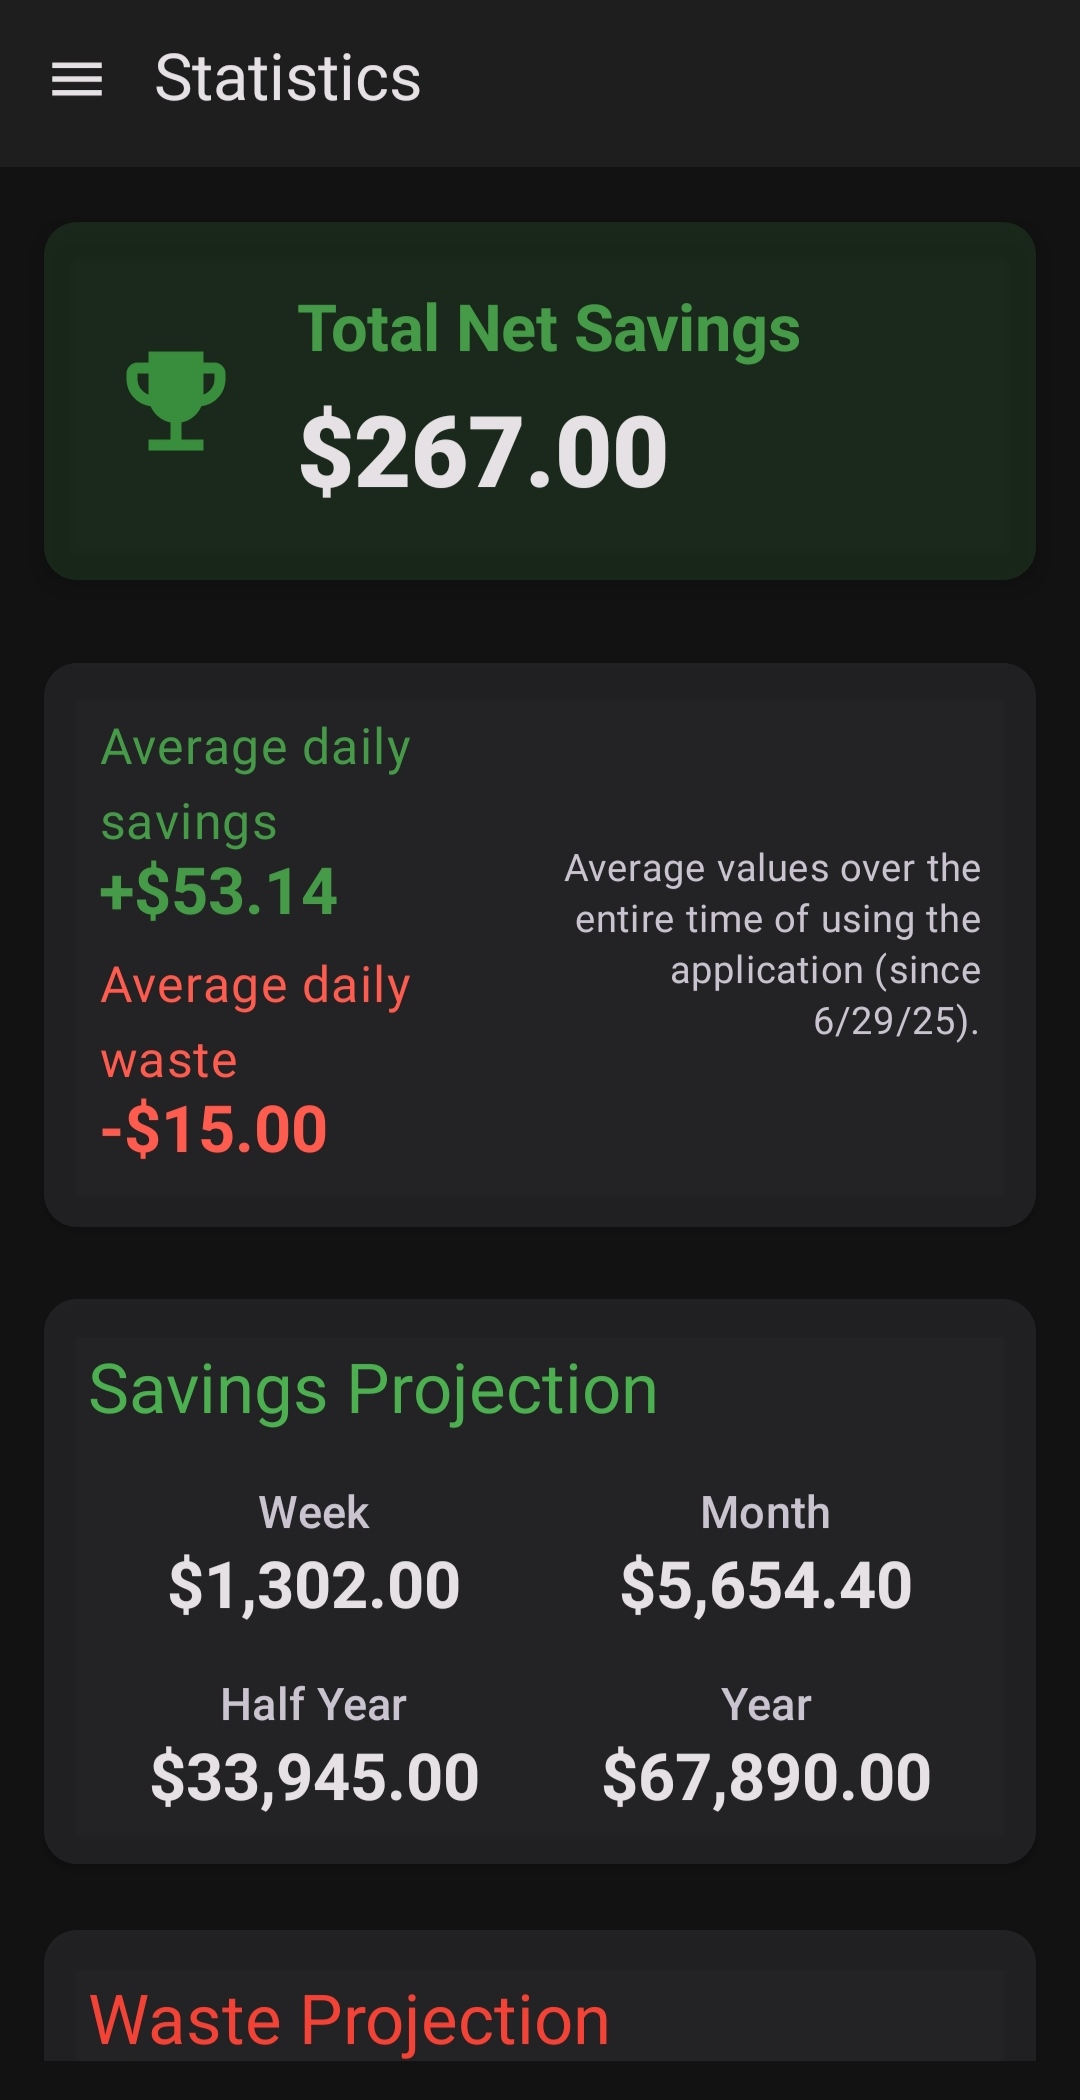 Statistics
Total Net Savings
$267.00
Average daily
savings
+$53.14
Average daily
waste
-$15.00
Average values over the
entire time of using the
application (since
6/29/25).
Savings Projection
Week
$1,302.00
Month
$5,654.40
Half Year
$33,945.00
Year
$67,890.00
Waste Projection